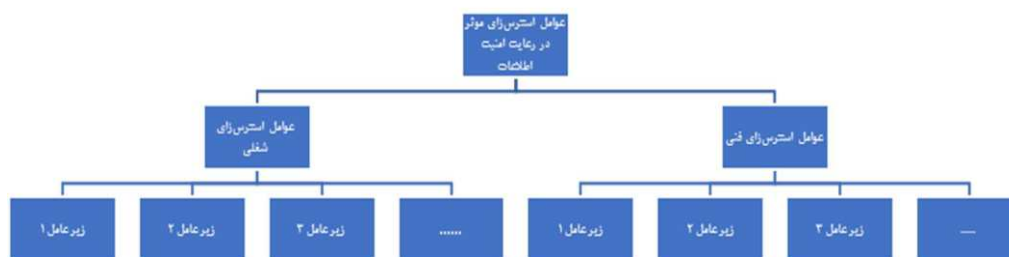 عوامل استرس‌زای موثر
در رعایت امنیت
اطلاعات
عوامل استرس‌زای فنی
عوامل استرس‌زای
شغلی
....
زیرعامل ۳
زیرعامل ۲
زیرعامل ۱
......
زیرعامل ۳
زیرعامل ۲
زیرعامل ۱